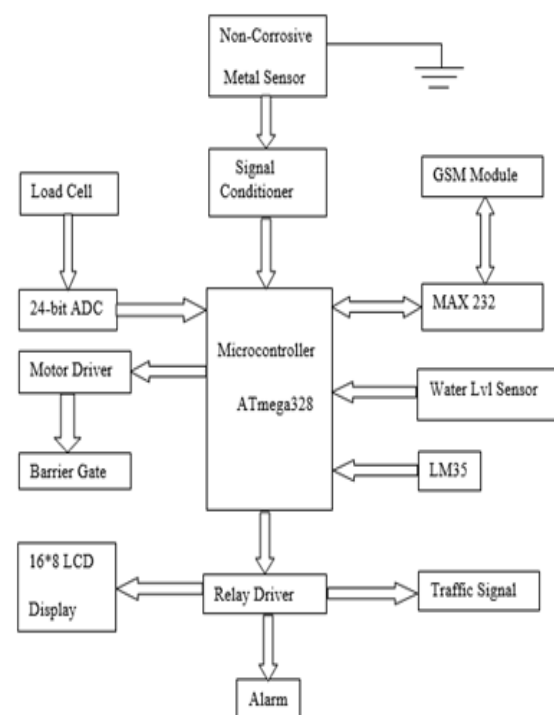 Non-Corrosive
Metal Sensor
Signal
Conditioner
GSM Module
Load Cell
24-bit ADC
MAX 232
Microcontroller
ATmega328
Motor Driver
Water Lvl Sensor
Barrier Gate
LM35
16*8 LCD
Display
Relay Driver
Traffic Signal
Alarm